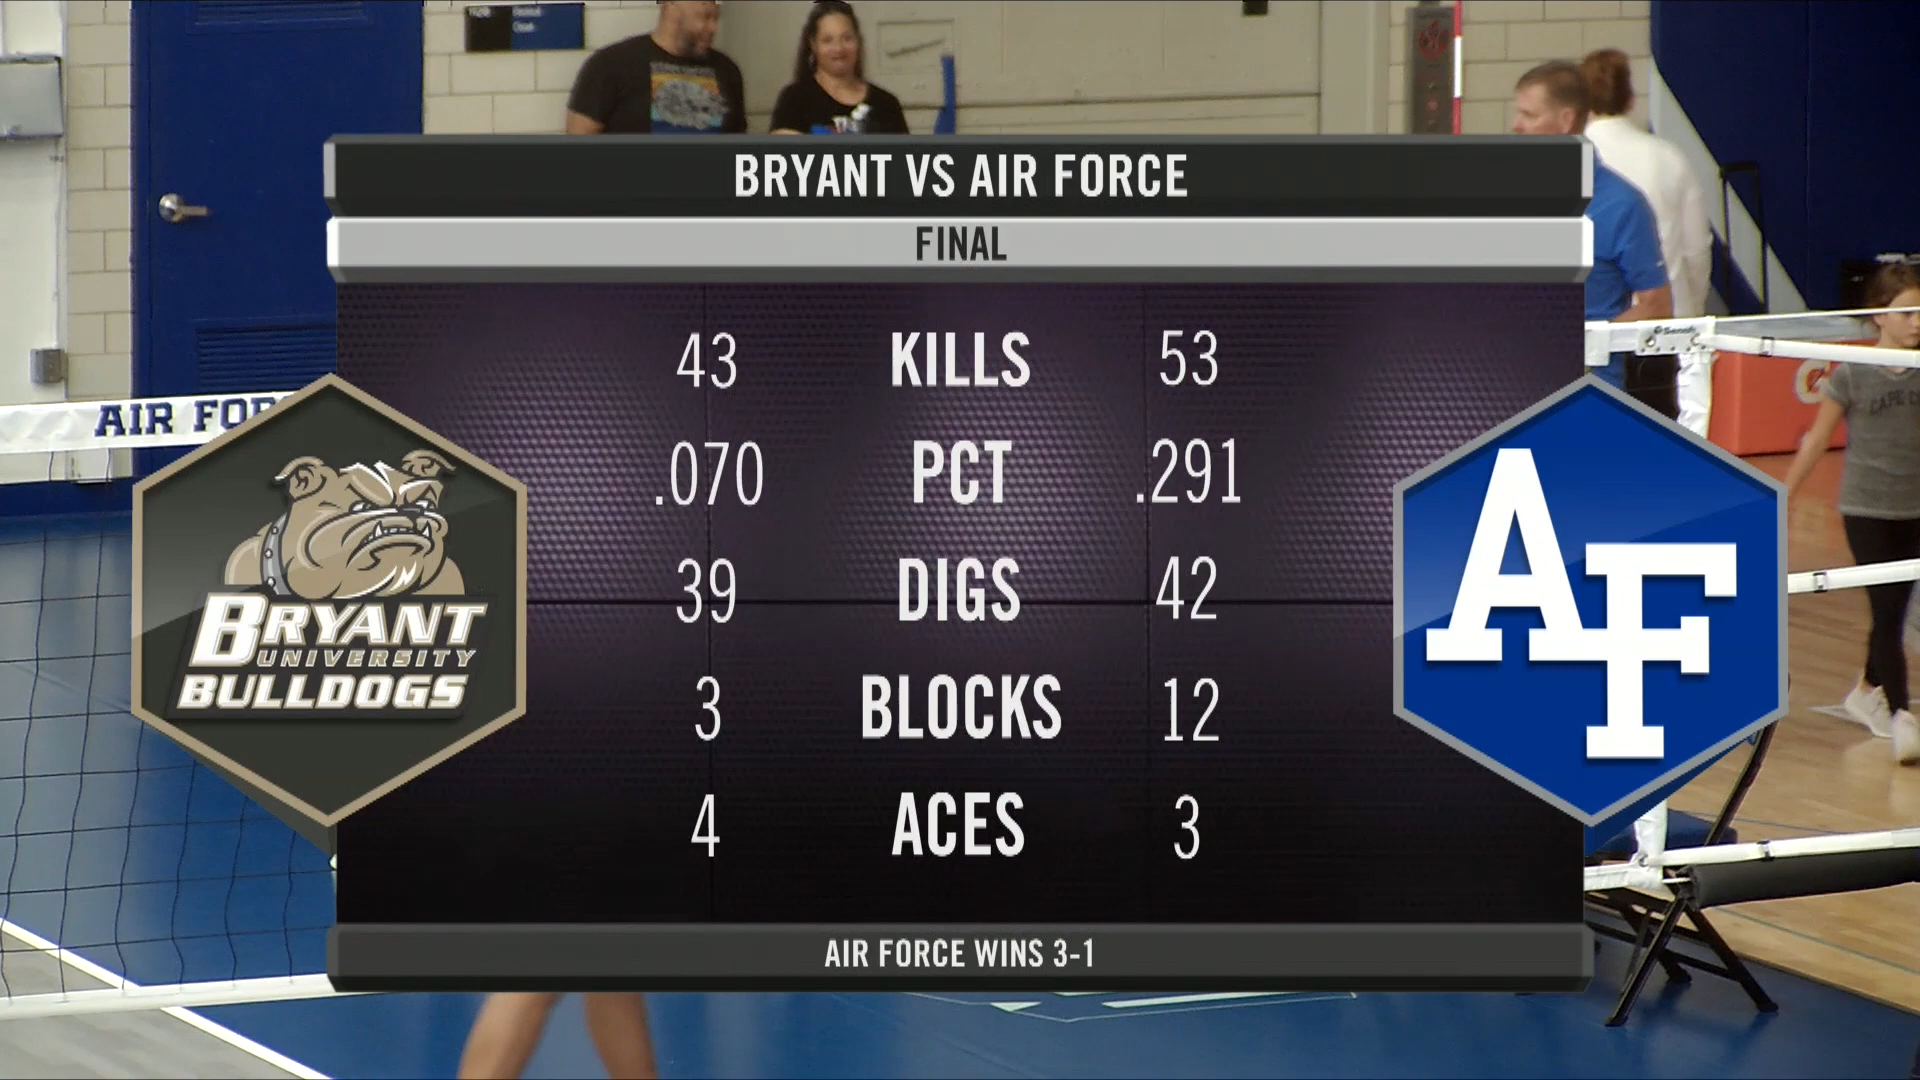 BRYANT VS AIR FORCE
FINAL
43 KILLS 53
.070 PCT .291
39 DIGS 42
3 BLOCKS 12
4 ACES 3
AIR FORCE WINS 3-1
BRYANT
UNIVERSITY
BULLDOGS
AF
AIR FOR
Senoh